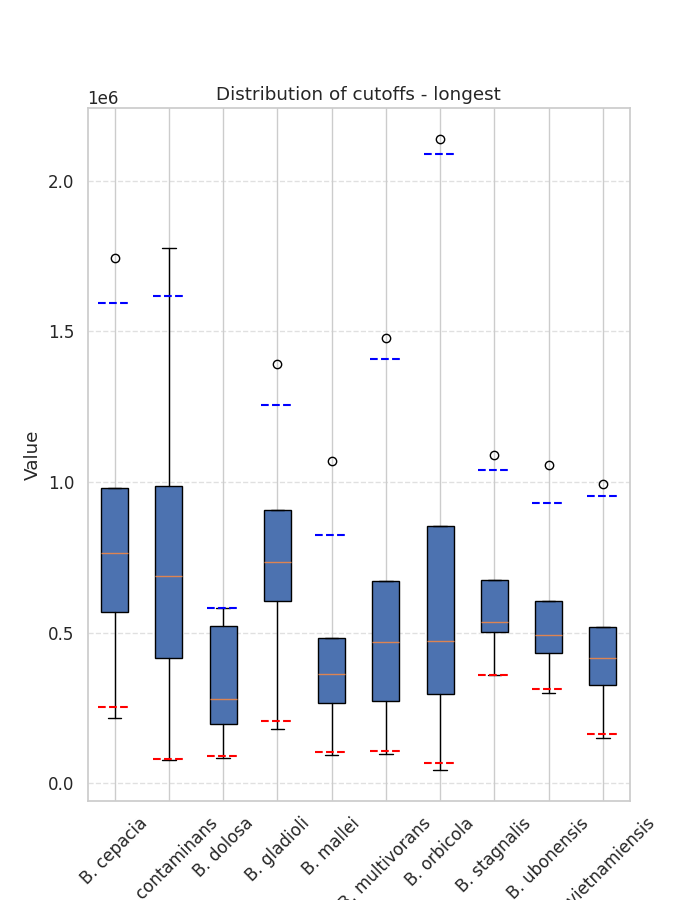 Distribution of cutoffs - longest
1e6
Value
2.0
1.5
1.0
0.5
0.0
B. cepacia
contaminans
B. dolosa
B. gladioli
B. mallei
B. multivorans
B. orbicola
B. stagnalis
B. ubonensis
vietnamiensis